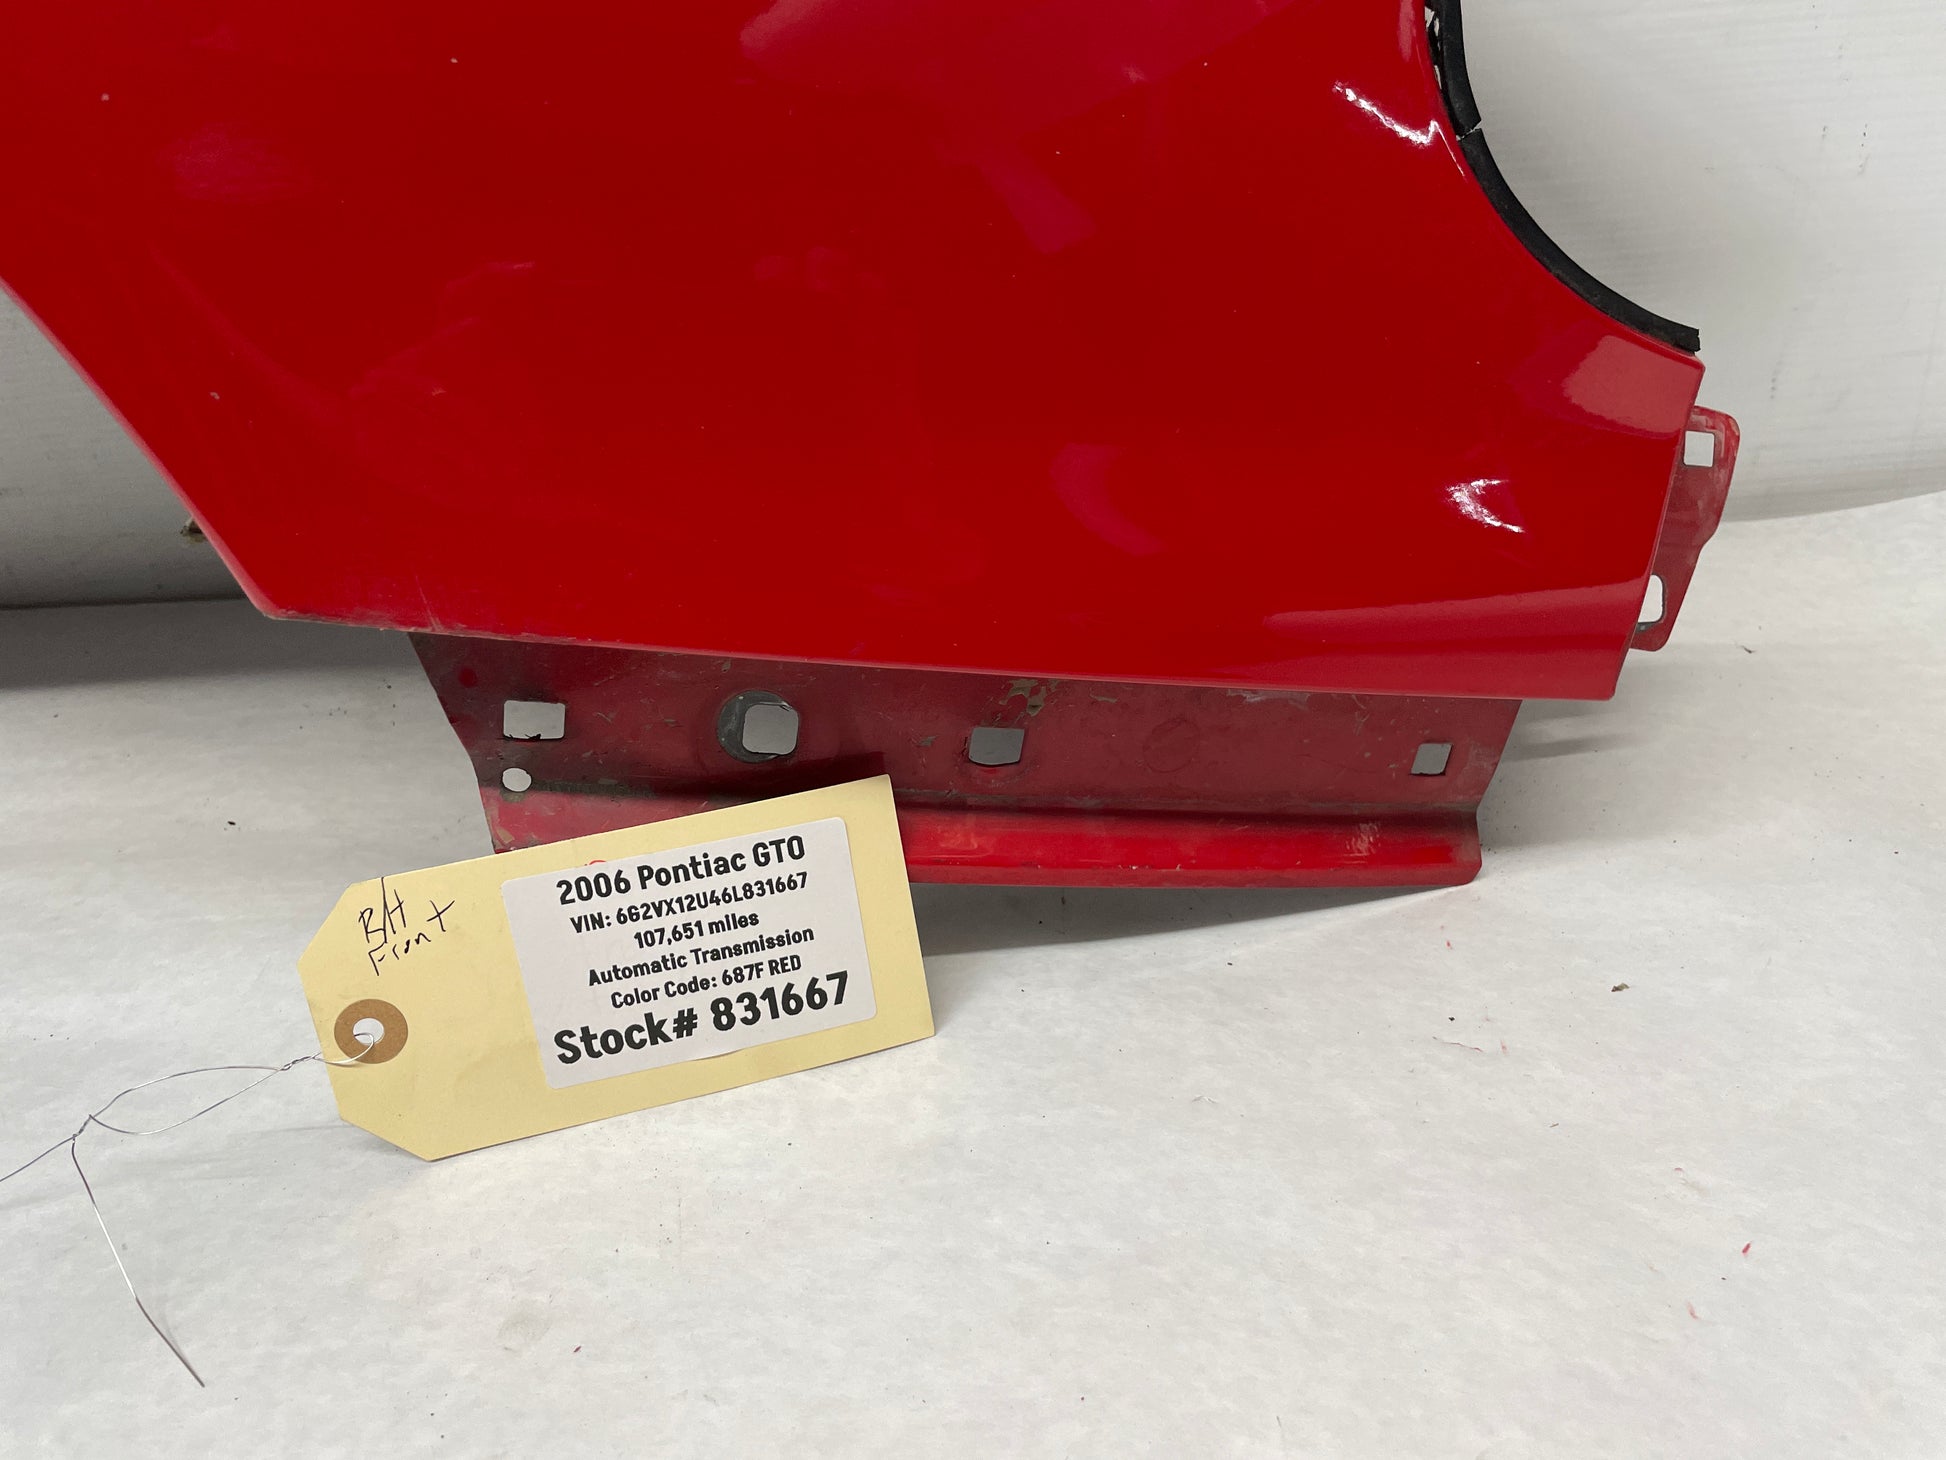 R/H
Front
2006 Pontiac GTO
VIN: 6G2VX12U46L831667
107,651 miles
Automatic Transmission
Color Code: 687F RED
Stock# 831667